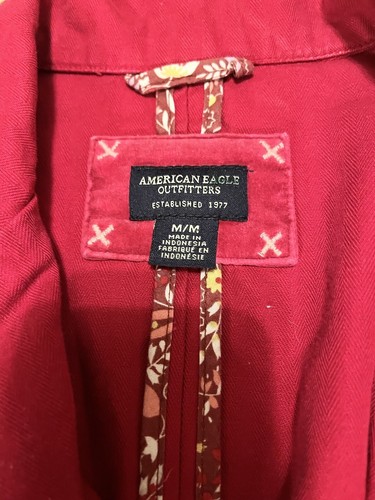 AMERICAN EAGLE
OUTFITTERS
ESTABLISHED 1977
M/M
MADE IN
INDONESIA
FABRIQUÉ EN
INDONÉSIE